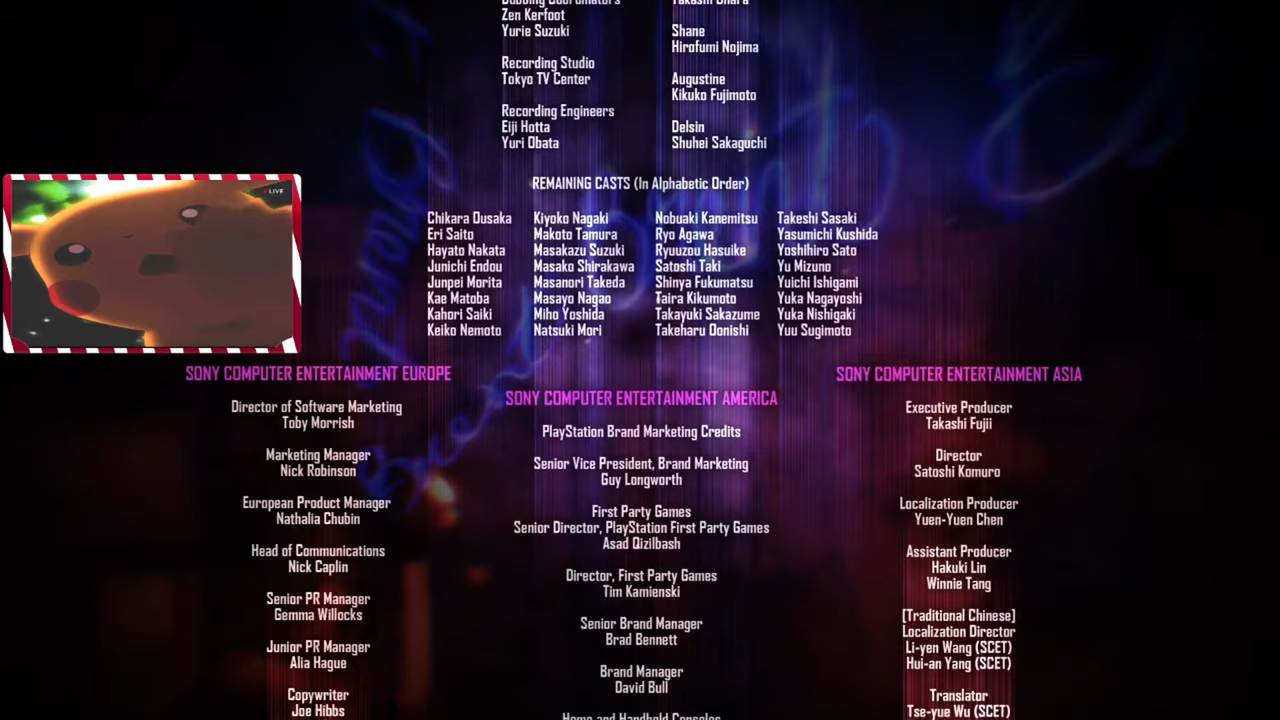 Zen Kerfoot
Yurie Suzuki
Recording Studio
Tokyo TV Center
Recording Engineers
Eiji Hotta
Yuri Obata
Shane
Hirofumi Nojima
Augustine
Kikuko Fujimoto
Delsin
Shuhei Sakaguchi
REMAINING CASTS (In Alphabetic Order)
Chikara Ousaka
Eri Saito
Hayato Nakata
Junichi Endou
Junpei Morita
Kae Matoba
Kahori Saiki
Keiko Nemoto
Kiyoko Nagaki
Makoto Tamura
Masakazu Suzuki
Masako Shirakawa
Masanori Takeda
Masayo Nagao
Miho Yoshida
Natsuki Mori
Nobuaki Kanemitsu
Ryo Agawa
Ryuuzou Hasuike
Satoshi Taki
Shinya Fukumatsu
Taira Kikumoto
Takayuki Sakazume
Takeharu Oonishi
Takeshi Sasaki
Yasumichi Kushida
Yoshihiro Sato
Yu Mizuno
Yuichi Ishigami
Yuka Nagayoshi
Yuka Nishigaki
Yuu Sugimoto
LIVE
SONY COMPUTER ENTERTAINMENT EUROPE
Director of Software Marketing
Toby Morrish
Marketing Manager
Nick Robinson
European Product Manager
Nathalia Chubin
Head of Communications
Nick Caplin
Senior PR Manager
Gemma Willocks
Junior PR Manager
Alia Hague
Copywriter
Joe Hibbs
SONY COMPUTER ENTERTAINMENT AMERICA
PlayStation Brand Marketing Credits
Senior Vice President, Brand Marketing
Guy Longworth
First Party Games
Senior Director, PlayStation First Party Games
Asad Qizilbash
Director, First Party Games
Tim Kamienski
Senior Brand Manager
Brad Bennett
Brand Manager
David Bull
SONY COMPUTER ENTERTAINMENT ASIA
Executive Producer
Takashi Fujii
Director
Satoshi Komuro
Localization Producer
Yuen-Yuen Chen
Assistant Producer
Hakuki Lin
Winnie Tang
[Traditional Chinese]
Localization Director
Li-yen Wang (SCET)
Hui-an Yang (SCET)
Translator
Tse-yue Wu (SCET)